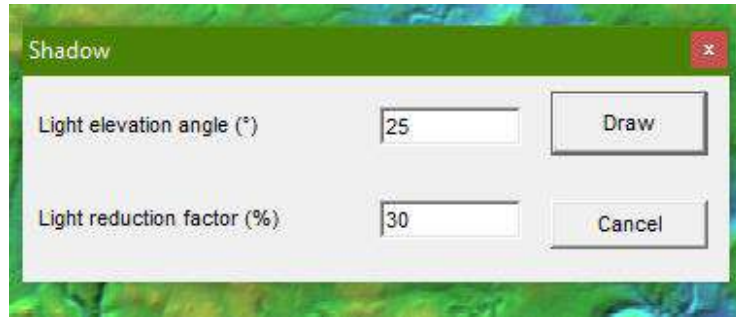 Shadow
x
Light elevation angle (°) 25 Draw
Light reduction factor (%) 30 Cancel